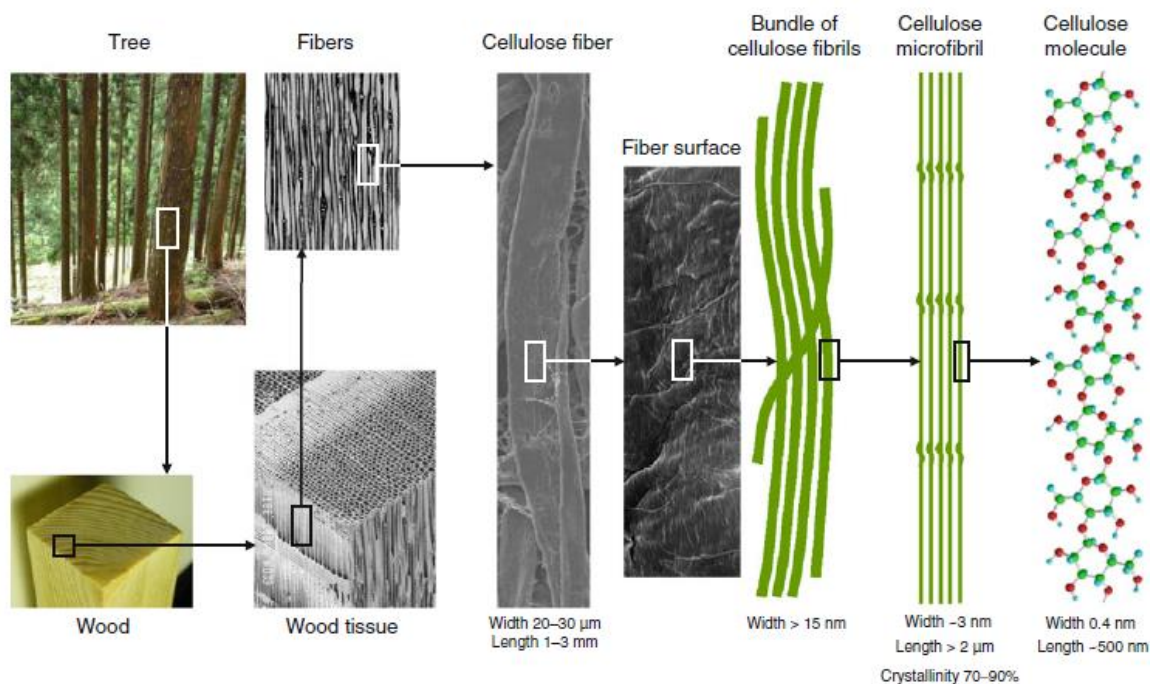 Tree
Fibers
Cellulose fiber
Bundle of
cellulose fibrils
Cellulose
microfibril
Cellulose
molecule
Fiber surface
Wood
Wood tissue
Width 20–30 µm
Length 1–3 mm
Width > 15 nm
Width ~3 nm
Length > 2 µm
Crystallinity 70–90%
Width 0.4 nm
Length ~500 nm